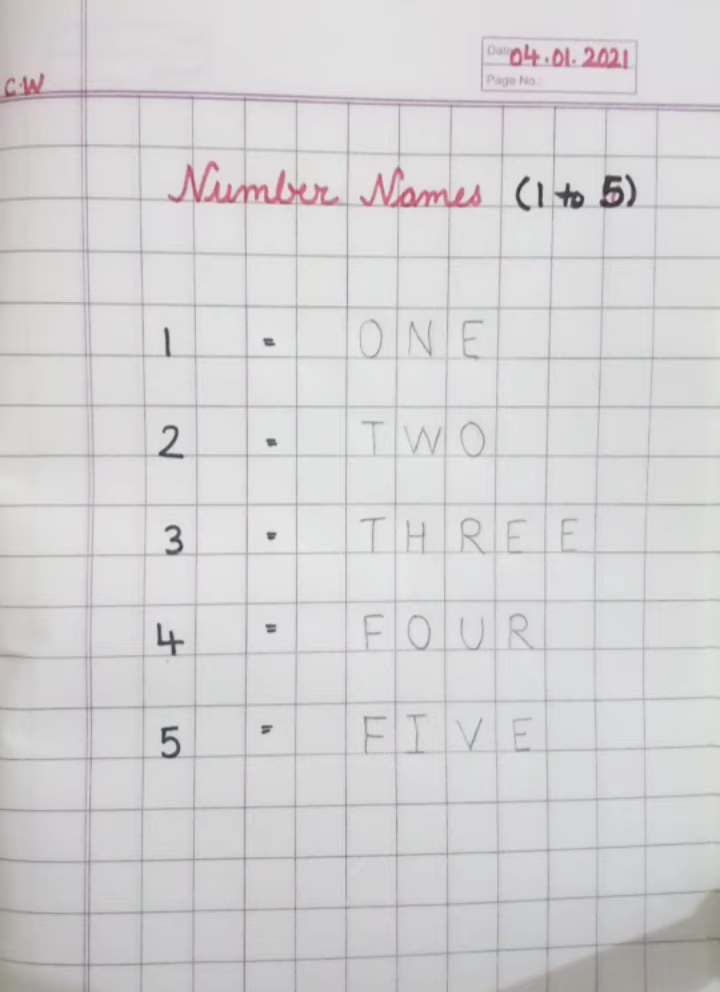 Date 04.01.2021
Page No.
C.W
Number Names (1 to 5)
1 = ONE
2 = TWO
3 = THREE
4 = FOUR
5 = FIVE